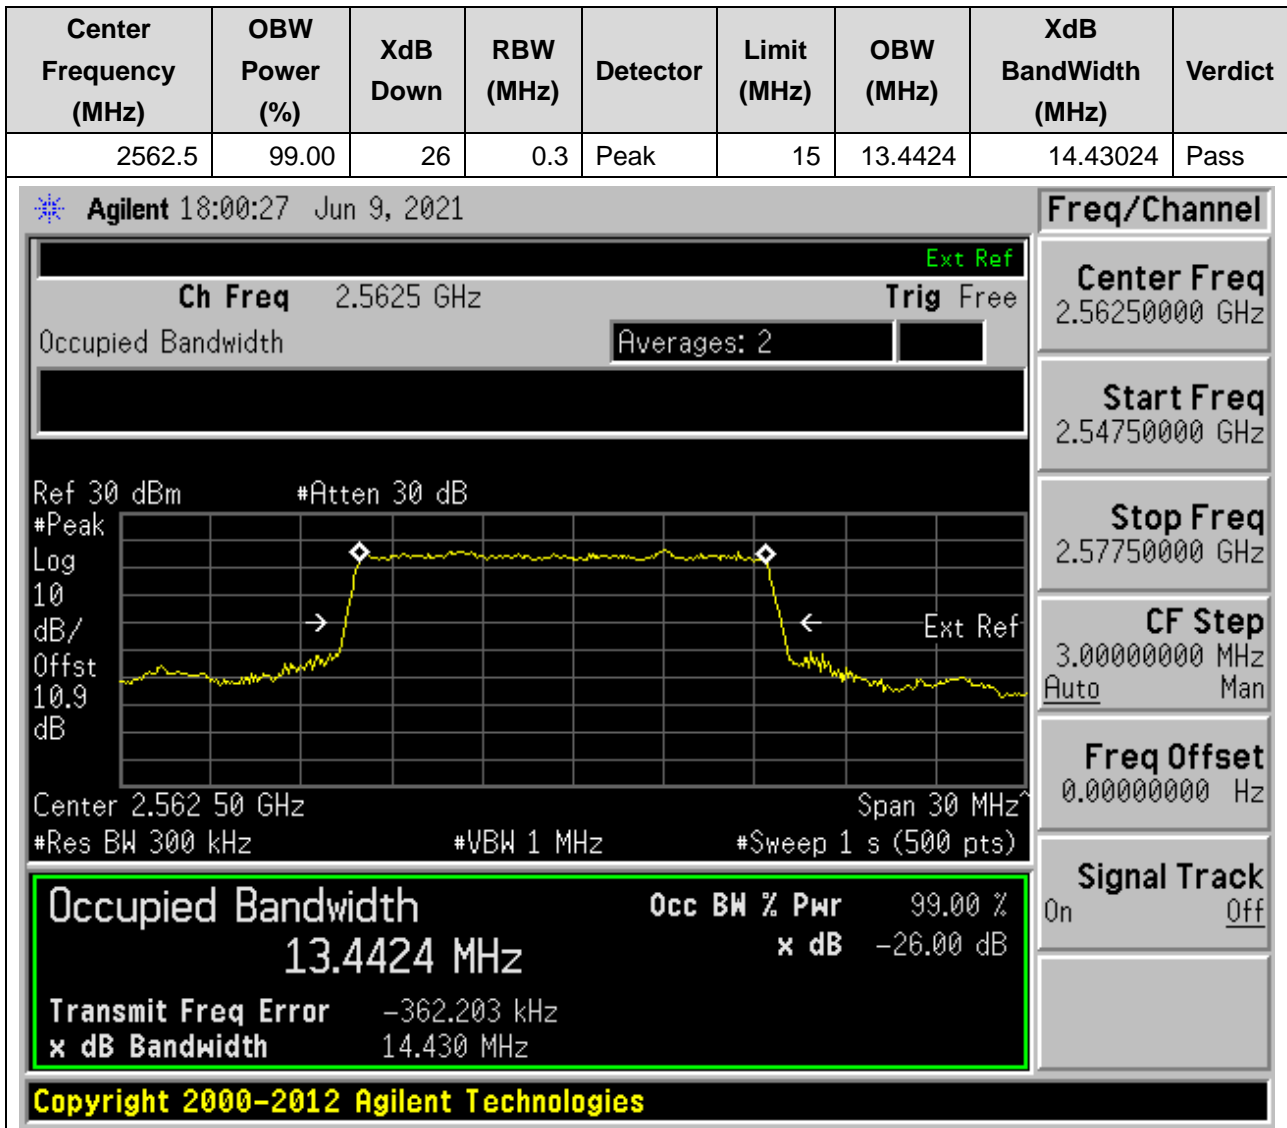 Center Frequency (MHz) OBW Power (%) XdB Down RBW (MHz) Detector Limit (MHz) OBW (MHz) XdB BandWidth (MHz) Verdict
2562.5 99.00 26 0.3 Peak 15 13.4424 14.43024 Pass
Agilent 18:00:27 Jun 9, 2021
Ext Ref
Ch Freq 2.5625 GHz Trig Free
Occupied Bandwidth Averages: 2
Ref 30 dBm #Atten 30 dB
#Peak
Log
10
dB/
Offst
10.9
dB
Ext Ref
Center 2.562 50 GHz Span 30 MHz^
#Res BW 300 kHz #VBW 1 MHz #Sweep 1 s (500 pts)
Occupied Bandwidth Occ BW % Pwr 99.00 %
13.4424 MHz x dB -26.00 dB
Transmit Freq Error -362.203 kHz
x dB Bandwidth 14.430 MHz
Copyright 2000-2012 Agilent Technologies
Freq/Channel
Center Freq
2.56250000 GHz
Start Freq
2.54750000 GHz
Stop Freq
2.57750000 GHz
CF Step
3.00000000 MHz
Auto Man
Freq Offset
0.00000000 Hz
Signal Track
On Off